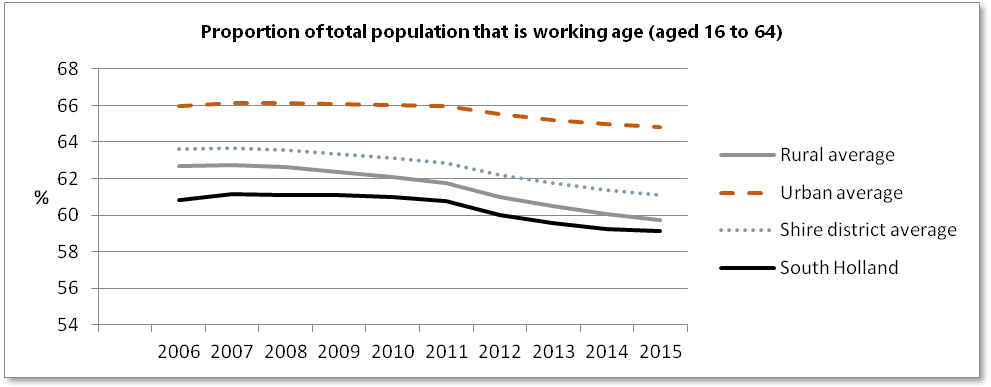 Proportion of total population that is working age (aged 16 to 64)
68
66
64
62
60
58
56
54
%
2006 2007 2008 2009 2010 2011 2012 2013 2014 2015
Rural average
Urban average
Shire district average
South Holland